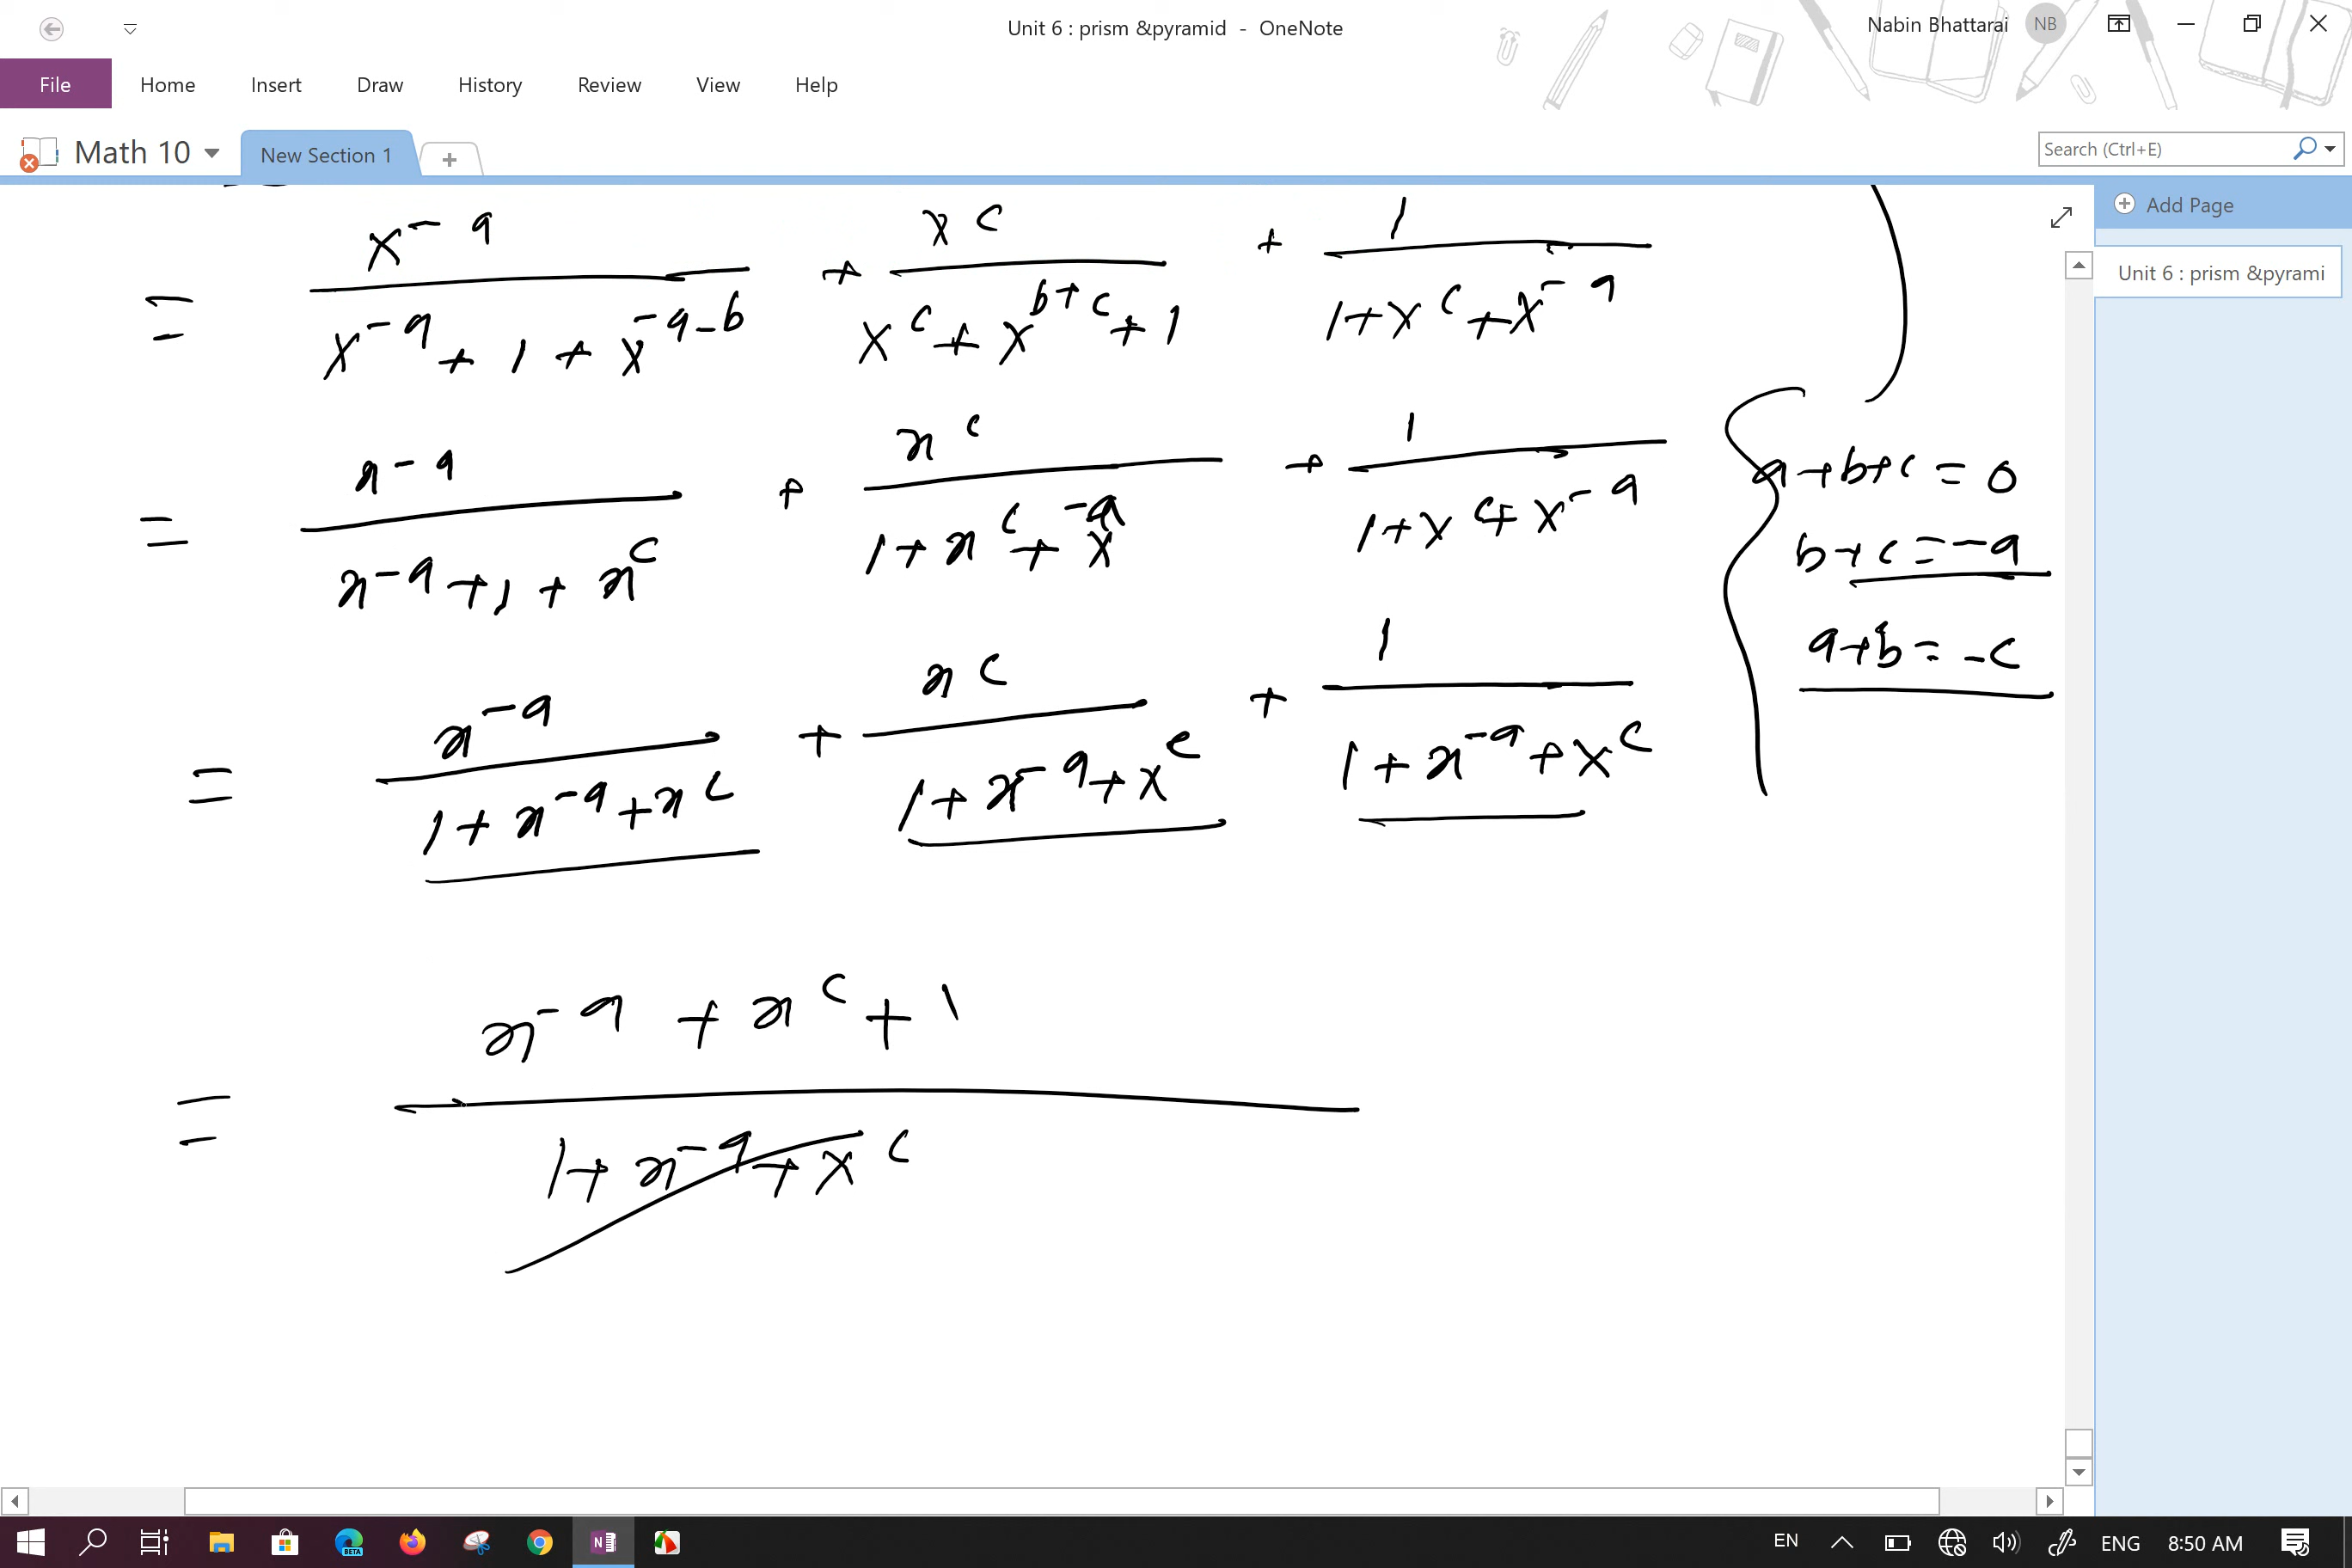 Unit 6 : prism &pyramid - OneNote
Nabin Bhattarai NB
File Home Insert Draw History Review View Help
Math 10 New Section 1 +
Search (Ctrl+E)
Add Page
Unit 6 : prism &pyrami
= x^{-a} / (x^{-a} + 1 + x^{-a-b}) + x^c / (x^c + x^{b+c} + 1) + 1 / (1 + x^c + x^{-a})
= x^{-a} / (x^{-a} + 1 + x^c) + x^c / (1 + x^c + x^{-a}) + 1 / (1 + x^c + x^{-a})
a+b+c = 0
b+c = -a
a+b = -c
= x^{-a} / (1 + x^{-a} + x^c) + x^c / (1 + x^{-a} + x^c) + 1 / (1 + x^{-a} + x^c)
= (x^{-a} + x^c + 1) / (1 + x^{-a} + x^c)
BETA
N
EN
ENG 8:50 AM